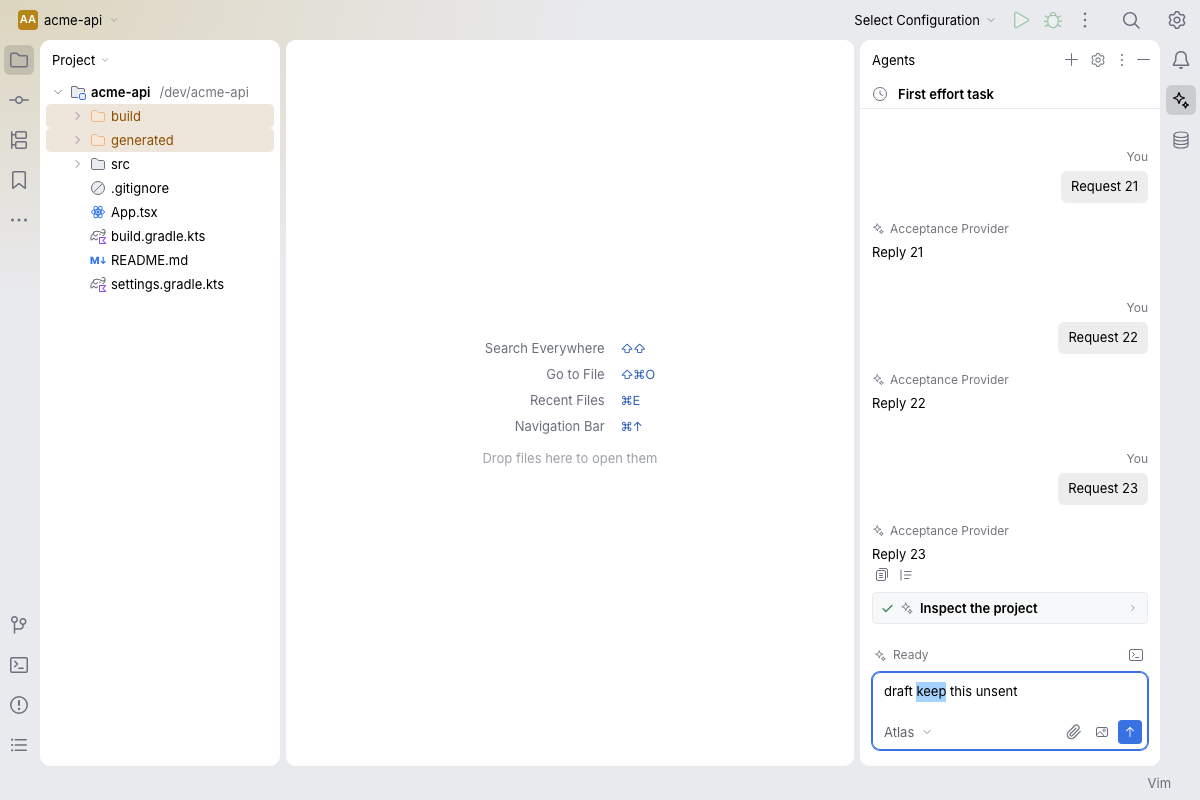 AA acme-api
Select Configuration
Project
acme-api /dev/acme-api
build
generated
src
.gitignore
App.tsx
build.gradle.kts
M↓ README.md
settings.gradle.kts
Search Everywhere ⇧⇧
Go to File ⇧⌘O
Recent Files ⌘E
Navigation Bar ⌘↑
Drop files here to open them
Agents
First effort task
You
Request 21
Acceptance Provider
Reply 21
You
Request 22
Acceptance Provider
Reply 22
You
Request 23
Acceptance Provider
Reply 23
Inspect the project
Ready
draft keep this unsent
Atlas
Vim